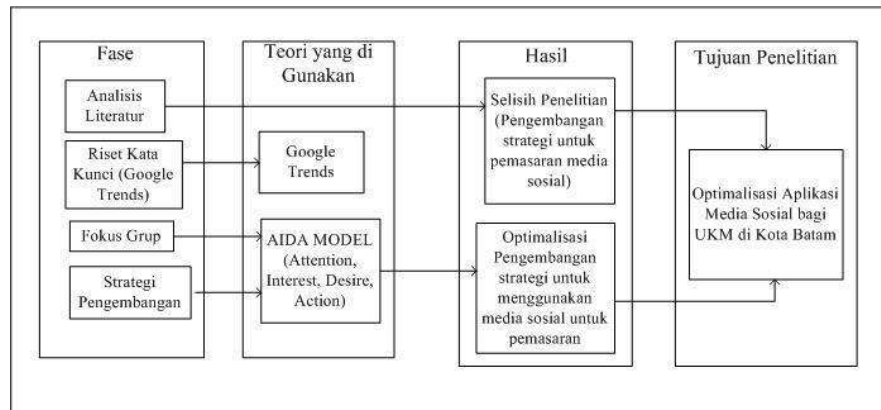 Fase
Analisis
Literatur
Riset Kata
Kunci (Google
Trends)
Fokus Grup
Strategi
Pengembangan
Teori yang di
Gunakan
Google
Trends
AIDA MODEL
(Attention,
Interest, Desire,
Action)
Hasil
Selisih Penelitian
(Pengembangan
strategi untuk
pemasaran media
sosial)
Optimalisasi
Pengembangan
strategi untuk
menggunakan
media sosial untuk
pemasaran
Tujuan Penelitian
Optimalisasi Aplikasi
Media Sosial bagi
UKM di Kota Batam